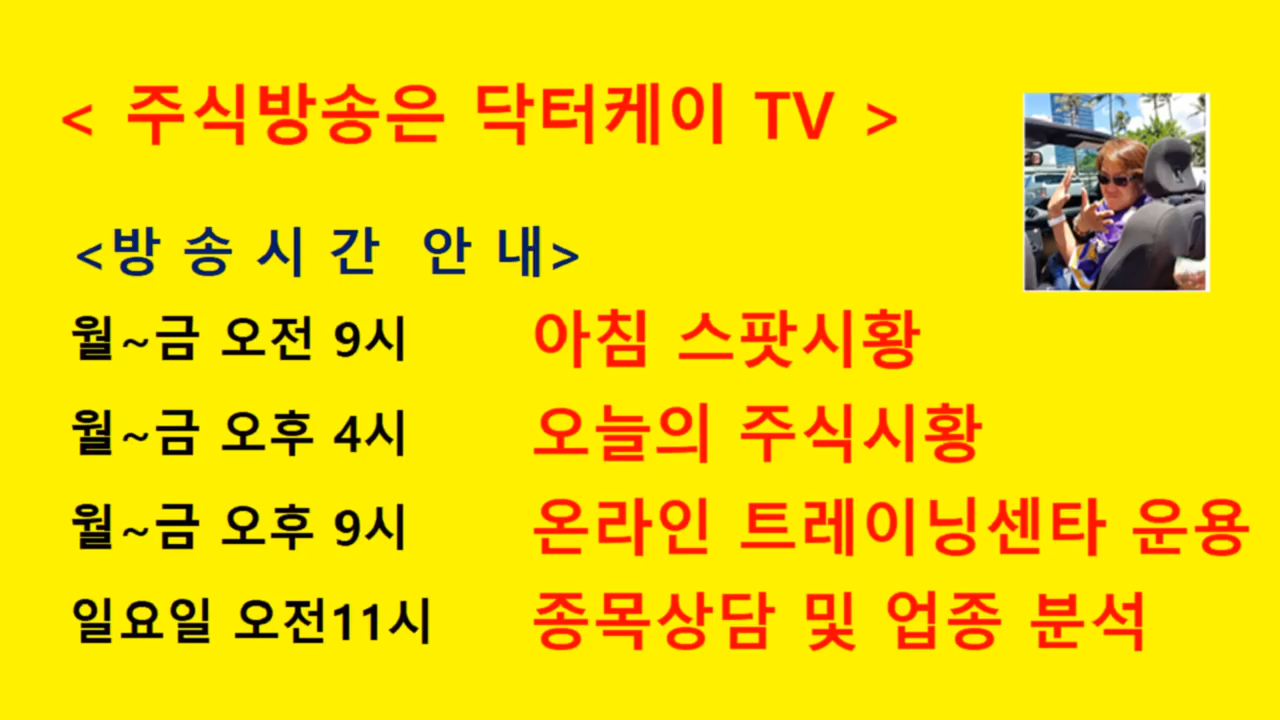 < 주식방송은 닥터케이 TV >
<방 송 시 간 안 내>
월~금 오전 9시 아침 스팟시황
월~금 오후 4시 오늘의 주식시황
월~금 오후 9시 온라인 트레이닝센타 운용
일요일 오전11시 종목상담 및 업종 분석